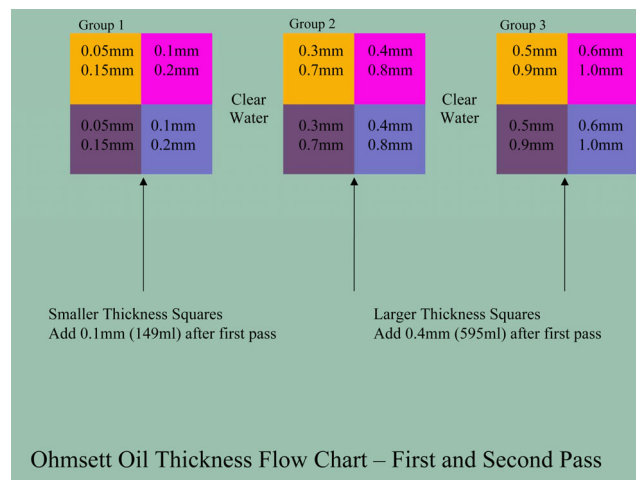 Group 1
Group 2
Group 3
0.05mm
0.15mm
0.1mm
0.2mm
0.05mm
0.15mm
0.1mm
0.2mm
Clear
Water
0.3mm
0.7mm
0.4mm
0.8mm
0.3mm
0.7mm
0.4mm
0.8mm
Clear
Water
0.5mm
0.9mm
0.6mm
1.0mm
0.5mm
0.9mm
0.6mm
1.0mm
Smaller Thickness Squares
Add 0.1mm (149ml) after first pass
Larger Thickness Squares
Add 0.4mm (595ml) after first pass
Ohmsett Oil Thickness Flow Chart – First and Second Pass